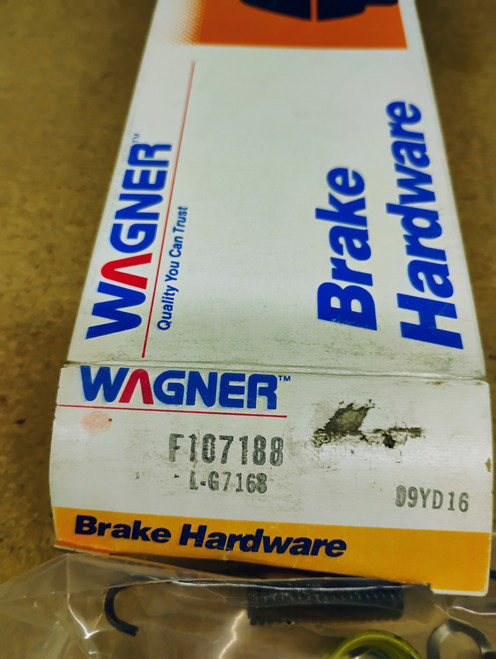 WAGNER™
Quality You Can Trust
Brake
Hardware
WAGNER™
F107188
L-G7168
09YD16
Brake Hardware